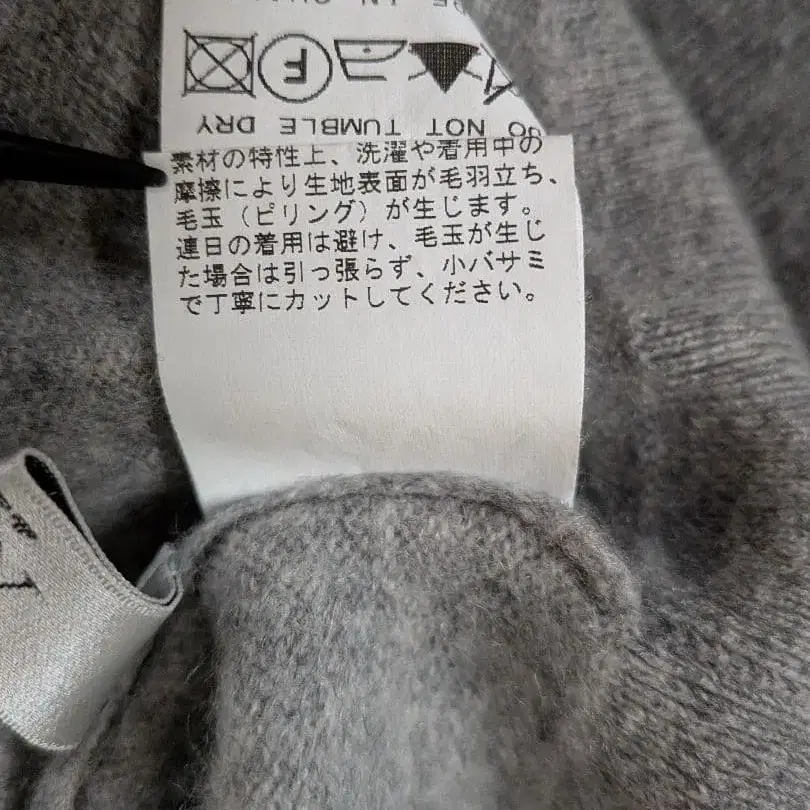 DO NOT TUMBLE DRY
F
素材の特性上、洗濯や着用中の
摩擦により生地表面が毛羽立ち、
毛玉（ピリング）が生じます。
連日の着用は避け、毛玉が生じ
た場合は引っ張らず、小バサミ
で丁寧にカットしてください。